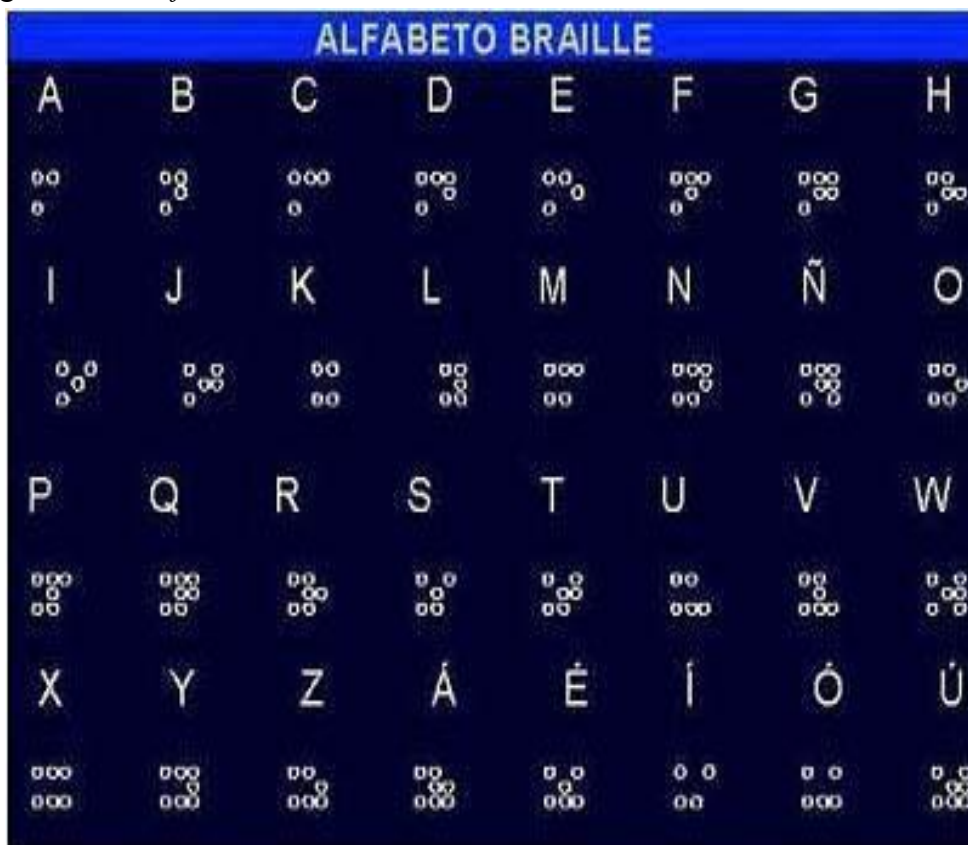 ALFABETO BRAILLE
A B C D E F G H
I J K L M N Ñ O
P Q R S T U V W
X Y Z Á É Í Ó Ú